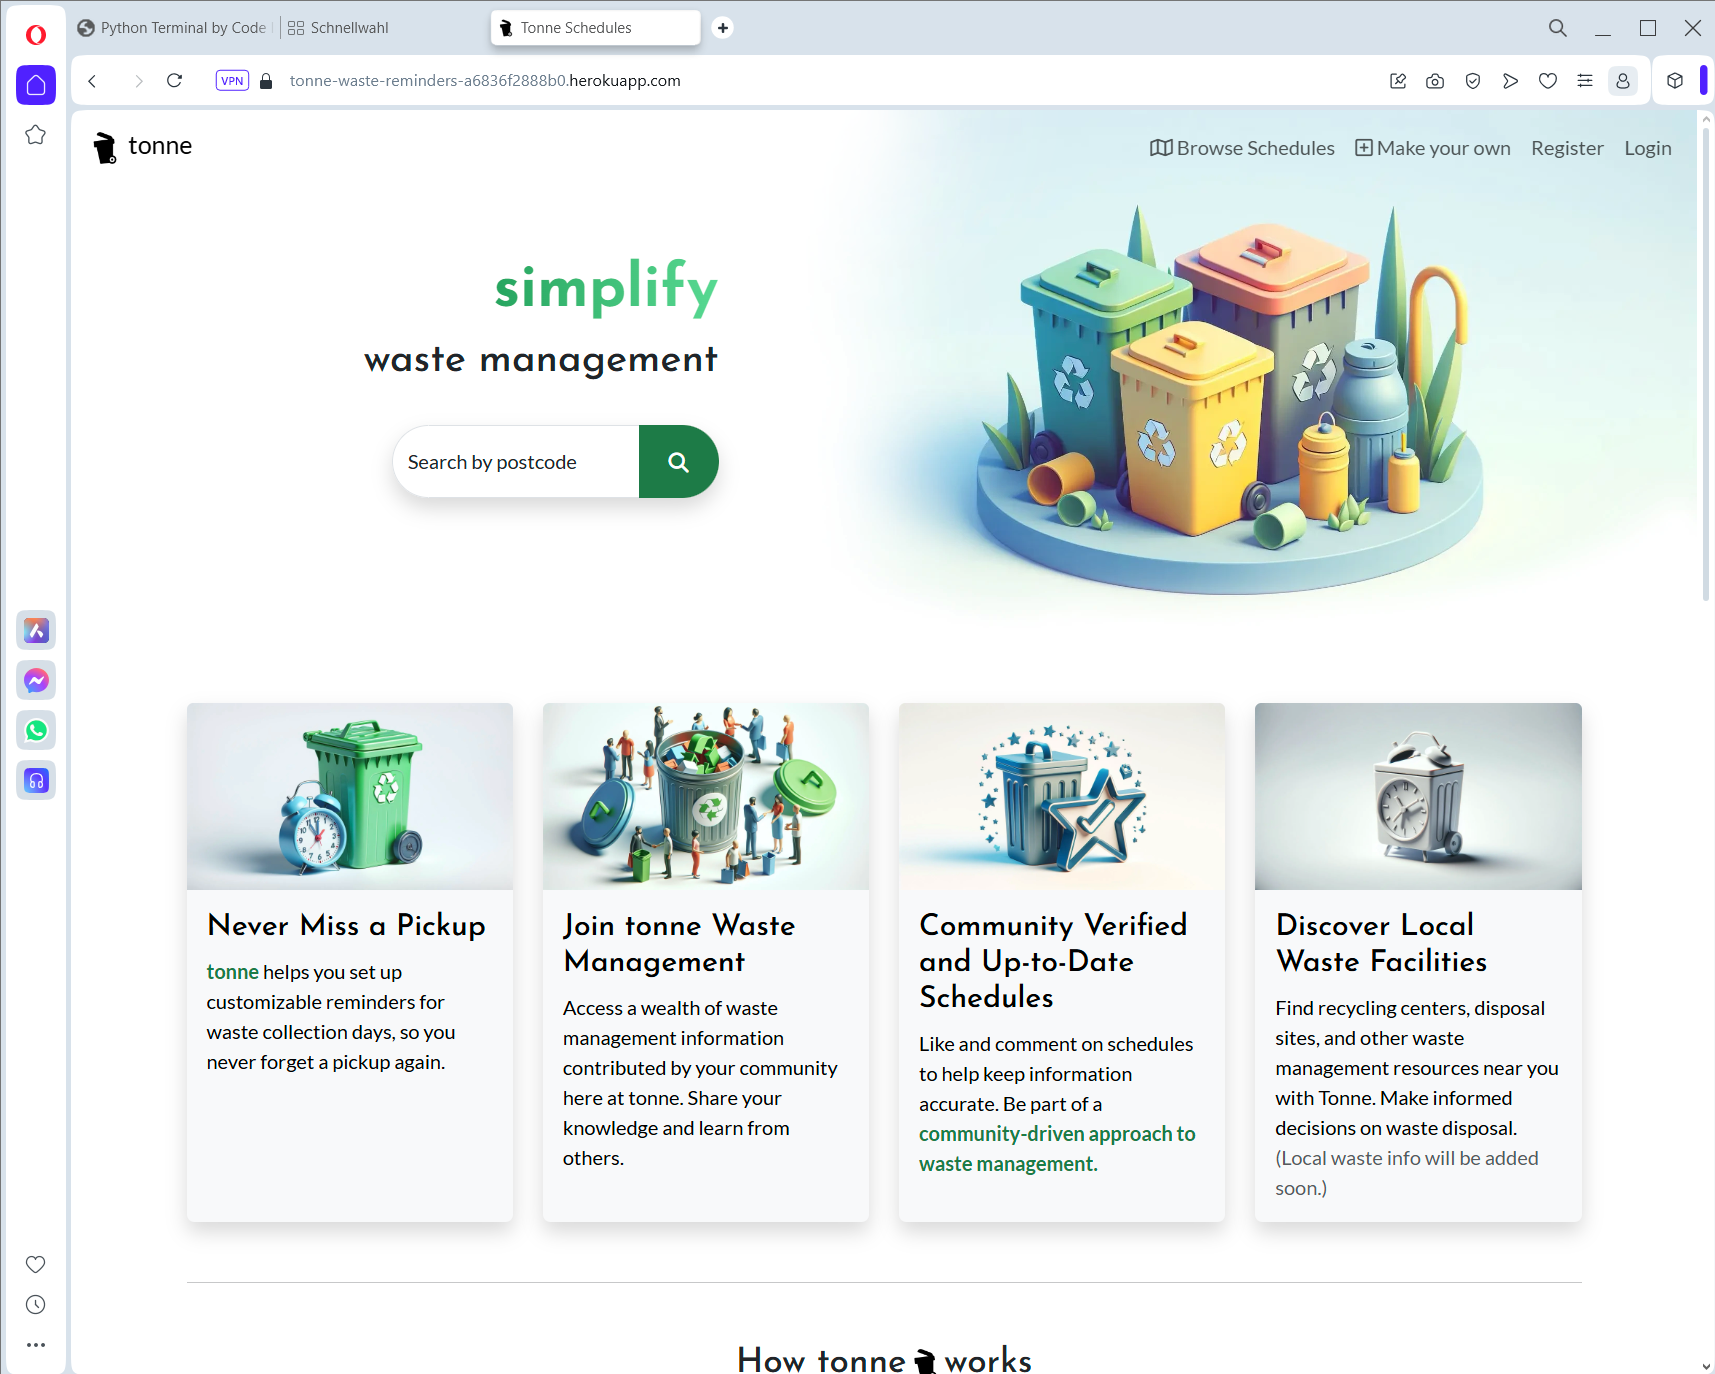 Python Terminal by Code
Schnellwahl
Tonne Schedules
VPN
tonne-waste-reminders-a6836f2888b0.herokuapp.com
tonne
Browse Schedules
Make your own
Register
Login
simplify
waste management
Search by postcode
Never Miss a Pickup
tonne helps you set up
customizable reminders for
waste collection days, so you
never forget a pickup again.
Join tonne Waste
Management
Access a wealth of waste
management information
contributed by your community
here at tonne. Share your
knowledge and learn from
others.
Community Verified
and Up-to-Date
Schedules
Like and comment on schedules
to help keep information
accurate. Be part of a
community-driven approach to
waste management.
Discover Local
Waste Facilities
Find recycling centers, disposal
sites, and other waste
management resources near you
with Tonne. Make informed
decisions on waste disposal.
(Local waste info will be added
soon.)
How tonne works